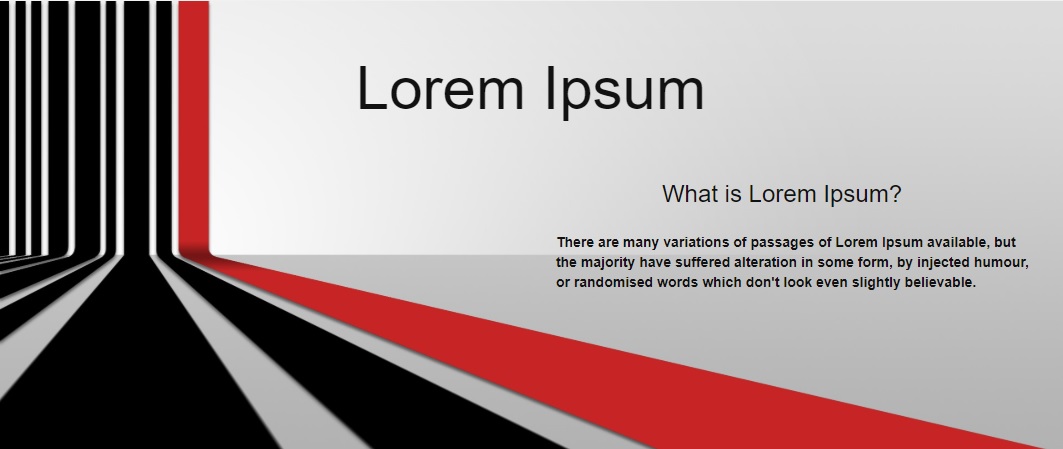 Lorem Ipsum
What is Lorem Ipsum?
There are many variations of passages of Lorem Ipsum available, but
the majority have suffered alteration in some form, by injected humour,
or randomised words which don't look even slightly believable.